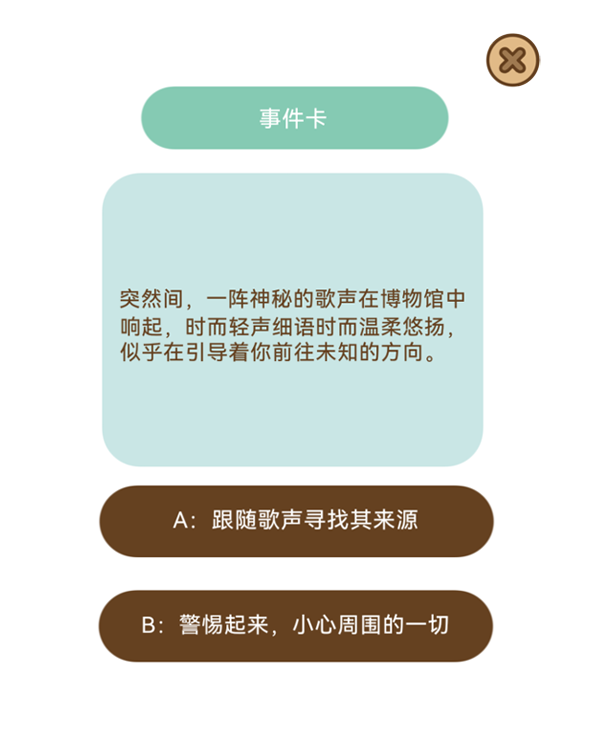 事件卡
突然间，一阵神秘的歌声在博物馆中
响起，时而轻声细语时而温柔悠扬，
似乎在引导着你前往未知的方向。
A：跟随歌声寻找其来源
B：警惕起来，小心周围的一切